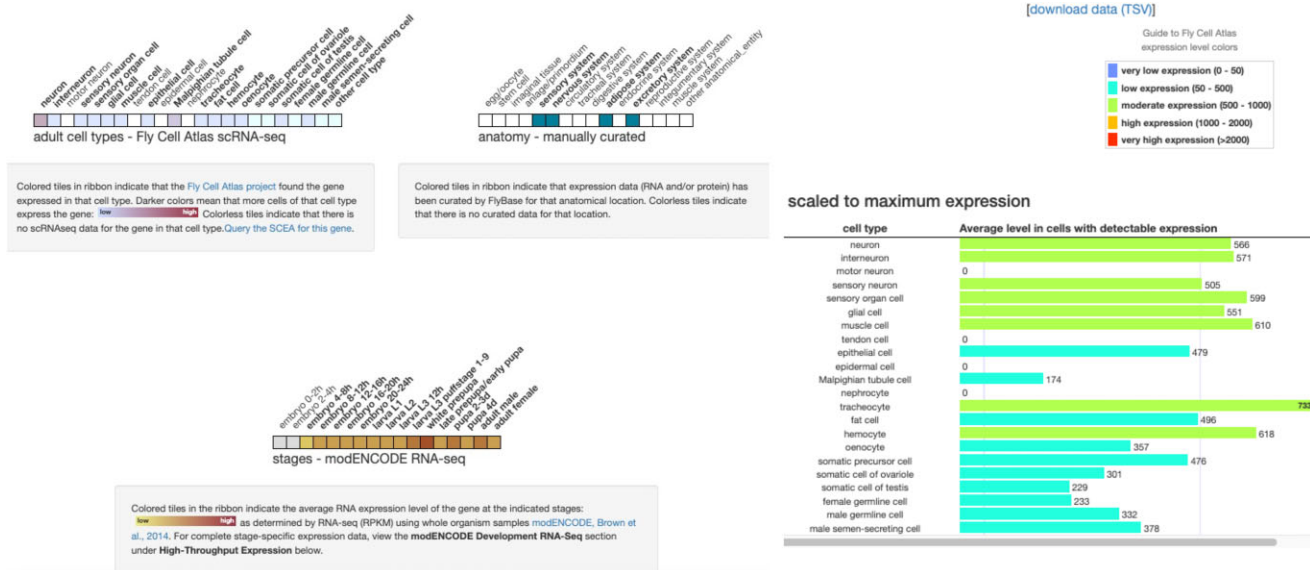 [download data (TSV)]
Guide to Fly Cell Atlas
expression level colors
very low expression (0 - 50)
low expression (50 - 500)
moderate expression (500 - 1000)
high expression (1000 - 2000)
very high expression (>2000)
neuron
interneuron
motor neuron
sensory neuron
sensory organ cell
glial cell
muscle cell
tendon cell
epithelial cell
epidermal cell
Malpighian tubule cell
nephrocyte
tracheocyte
fat cell
hemocyte
oenocyte
somatic precursor cell
somatic cell of ovariole
somatic cell of testis
female germline cell
male germline cell
male semen-secreting cell
other cell type
adult cell types - Fly Cell Atlas scRNA-seq
egg/oocyte
stem cell
imaginal tissue
anlage/primordium
sensory system
nervous system
circulatory system
tracheal system
digestive system
adipose system
endocrine system
excretory system
reproductive system
integumentary system
muscle system
other anatomical_entity
anatomy - manually curated
Colored tiles in ribbon indicate that the Fly Cell Atlas project found the gene
expressed in that cell type. Darker colors mean that more cells of that cell type
express the gene: low high Colorless tiles indicate that there is
no scRNAseq data for the gene in that cell type.Query the SCEA for this gene.
Colored tiles in ribbon indicate that expression data (RNA and/or protein) has
been curated by FlyBase for that anatomical location. Colorless tiles indicate
that there is no curated data for that location.
embryo 0-2h
embryo 2-4h
embryo 4-8h
embryo 8-12h
embryo 12-16h
embryo 16-20h
embryo 20-24h
larva L1
larva L2
larva L3 12h
larva L3 puffstage 1-9
white prepupa
late prepupa/early pupa
pupa 2-3d
pupa 4d
adult male
adult female
stages - modENCODE RNA-seq
Colored tiles in the ribbon indicate the average RNA expression level of the gene at the indicated stages:
low high as determined by RNA-seq (RPKM) using whole organism samples modENCODE, Brown et
al., 2014. For complete stage-specific expression data, view the modENCODE Development RNA-Seq section
under High-Throughput Expression below.
scaled to maximum expression
cell type Average level in cells with detectable expression
neuron 566
interneuron 571
motor neuron 0
sensory neuron 505
sensory organ cell 599
glial cell 551
muscle cell 610
tendon cell 0
epithelial cell 479
epidermal cell 0
Malpighian tubule cell 174
nephrocyte 0
tracheocyte 733
fat cell 496
hemocyte 618
oenocyte 357
somatic precursor cell 476
somatic cell of ovariole 301
somatic cell of testis 229
female germline cell 233
male germline cell 332
male semen-secreting cell 378